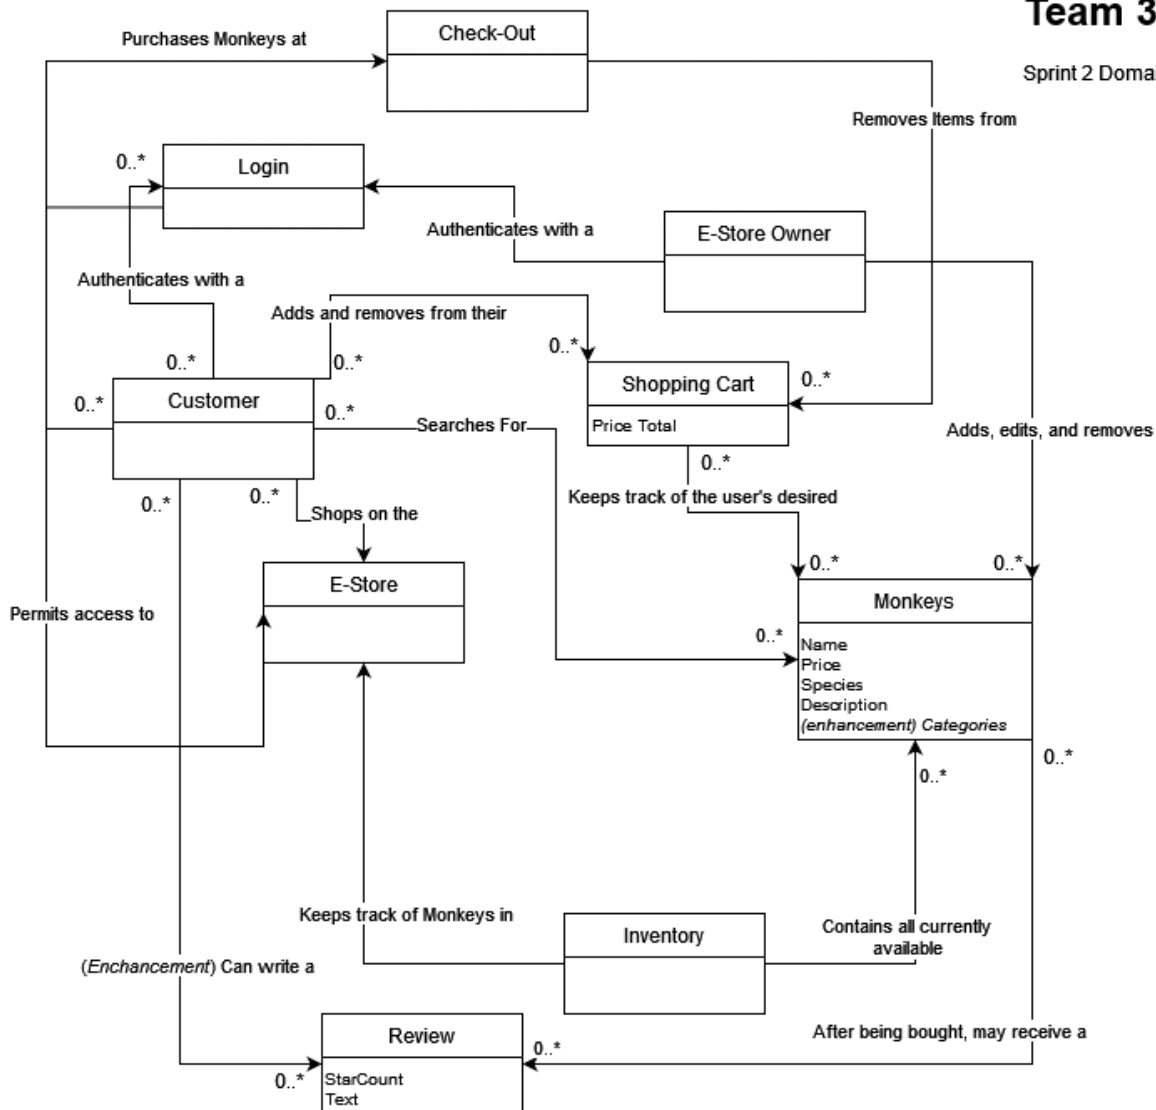 Team 3
Purchases Monkeys at
Check-Out
Sprint 2 Domai
Removes Items from
0..*
Login
Authenticates with a
E-Store Owner
Authenticates with a
Adds and removes from their
0..*
0..*
0..*
Shopping Cart
0..*
Price Total
0..*
Customer
0..*
Searches For
Adds, edits, and removes
0..*
0..*
0..*
Keeps track of the user's desired
Shops on the
0..*
0..*
E-Store
Monkeys
Permits access to
0..*
Name
Price
Species
Description
(enhancement) Categories
0..*
0..*
Keeps track of Monkeys in
Inventory
Contains all currently
available
(Enchancement) Can write a
Review
After being bought, may receive a
0..*
0..*
StarCount
Text